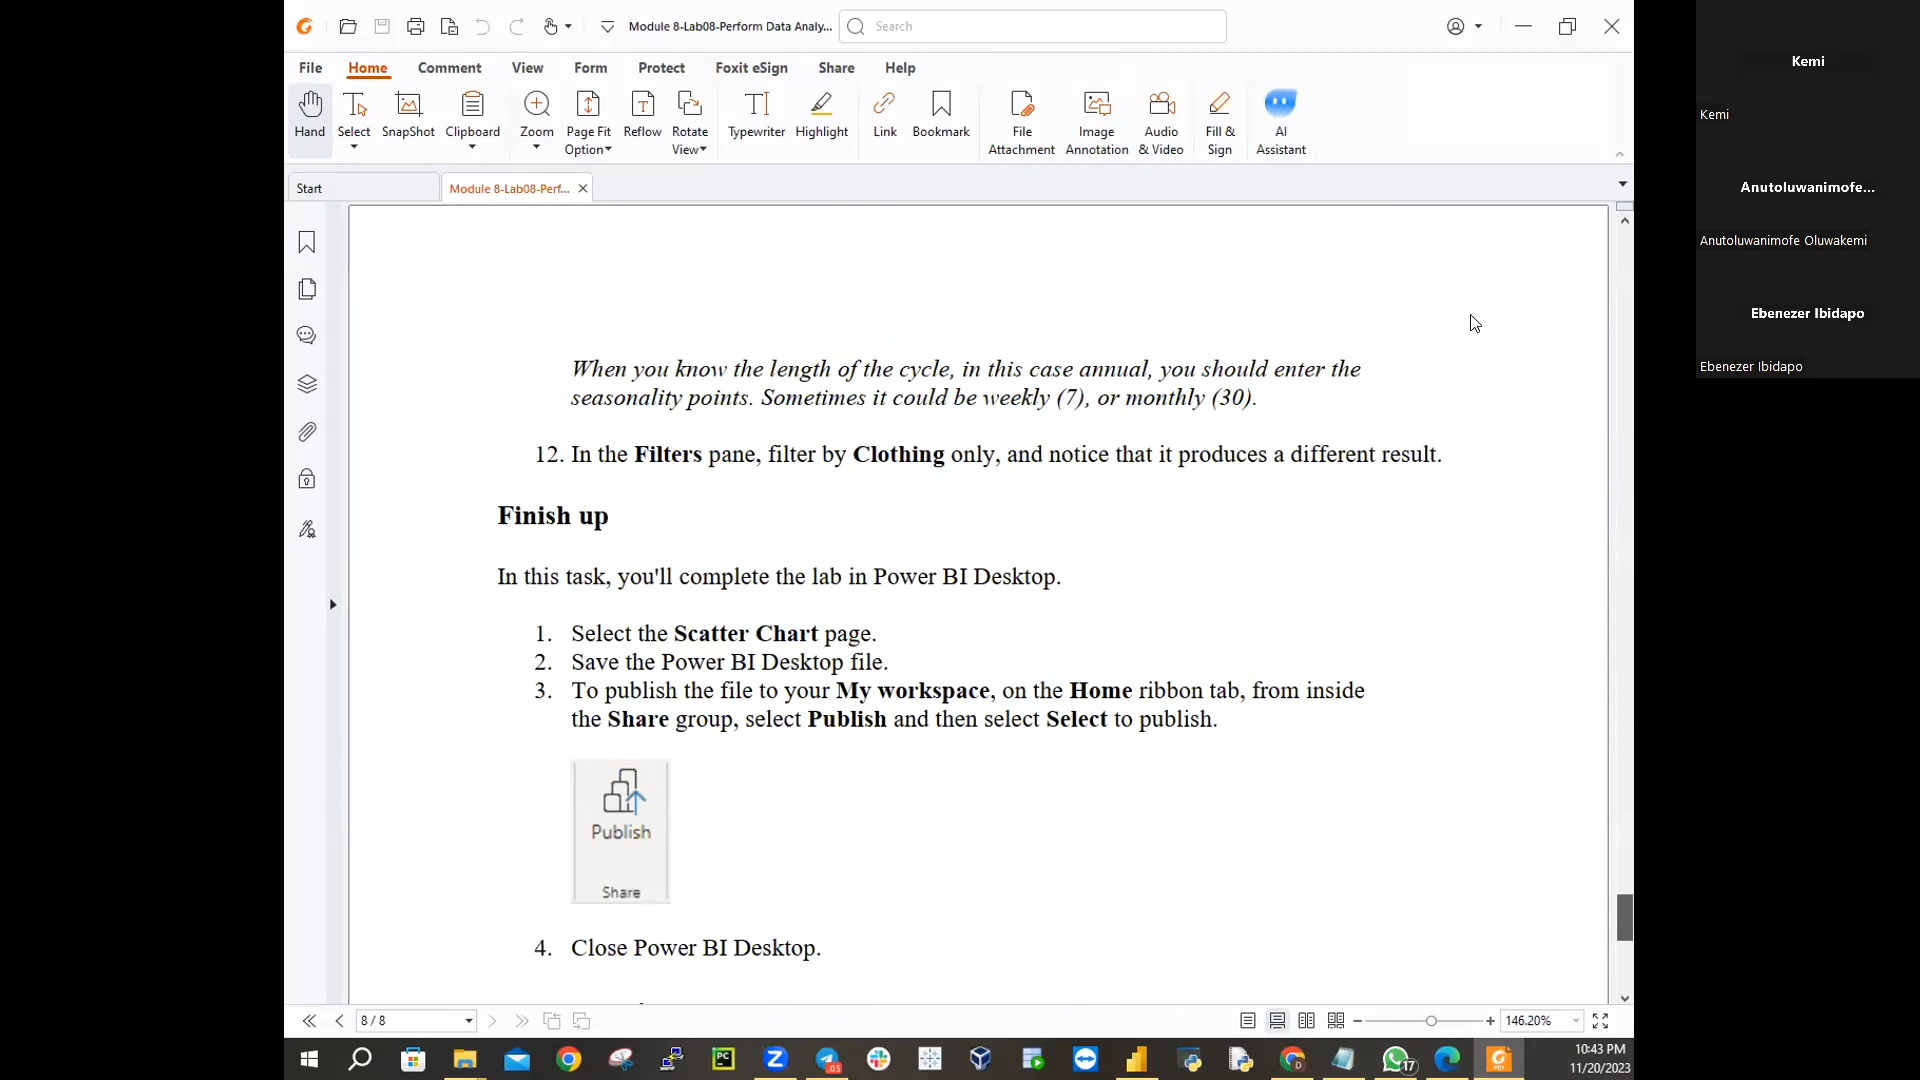 Module 8-Lab08-Perform Data Analy...
Search
File Home Comment View Form Protect Foxit eSign Share Help
Hand
Select
SnapShot
Clipboard
Zoom
Page Fit
Option
Reflow
Rotate
View
Typewriter
Highlight
Link
Bookmark
File
Attachment
Image
Annotation
Audio
& Video
Fill &
Sign
AI
Assistant
Start
Module 8-Lab08-Perf...
When you know the length of the cycle, in this case annual, you should enter the
seasonality points. Sometimes it could be weekly (7), or monthly (30).
12. In the Filters pane, filter by Clothing only, and notice that it produces a different result.
Finish up
In this task, you'll complete the lab in Power BI Desktop.
1. Select the Scatter Chart page.
2. Save the Power BI Desktop file.
3. To publish the file to your My workspace, on the Home ribbon tab, from inside
the Share group, select Publish and then select Select to publish.
Publish
Share
4. Close Power BI Desktop.
8 / 8
146.20%
PC
17
10:43 PM
11/20/2023
Kemi
Kemi
Anutoluwanimofe...
Anutoluwanimofe Oluwakemi
Ebenezer Ibidapo
Ebenezer Ibidapo